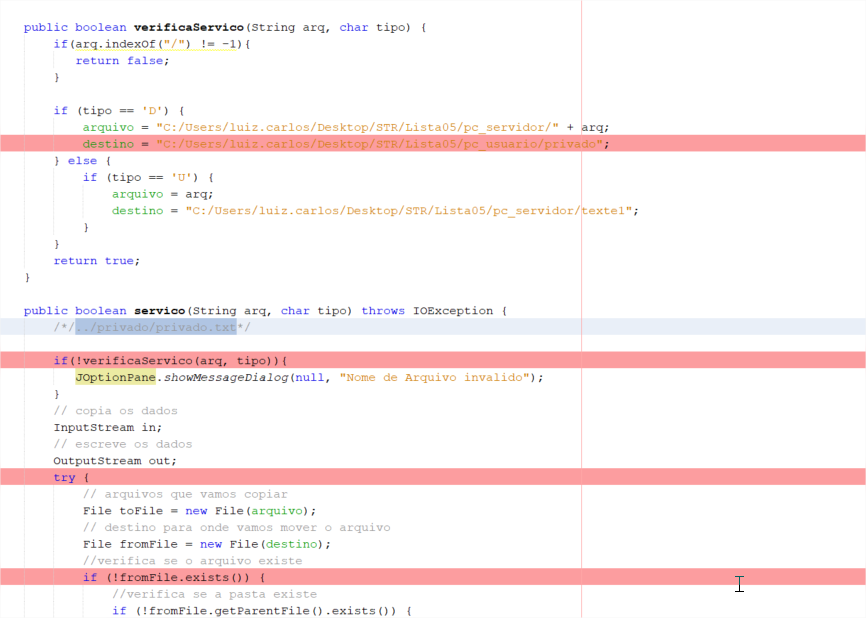 public boolean verificaServico(String arq, char tipo) {
if(arq.indexOf("/") != -1){
return false;
}
if (tipo == 'D') {
arquivo = "C:/Users/luiz.carlos/Desktop/STR/Lista05/pc_servidor/" + arq;
destino = "C:/Users/luiz.carlos/Desktop/STR/Lista05/pc_usuario/privado";
} else {
if (tipo == 'U') {
arquivo = arq;
destino = "C:/Users/luiz.carlos/Desktop/STR/Lista05/pc_servidor/texte1";
}
}
return true;
}
public boolean servico(String arq, char tipo) throws IOException {
/*/../privado/privado.txt*/
if(!verificaServico(arq, tipo)){
JOptionPane.showMessageDialog(null, "Nome de Arquivo invalido");
}
// copia os dados
InputStream in;
// escreve os dados
OutputStream out;
try {
// arquivos que vamos copiar
File toFile = new File(arquivo);
// destino para onde vamos mover o arquivo
File fromFile = new File(destino);
//verifica se o arquivo existe
if (!fromFile.exists()) {
//verifica se a pasta existe
if (!fromFile.getParentFile().exists()) {